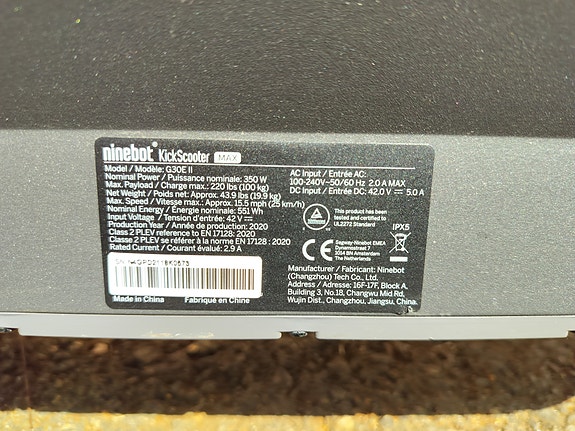 ninebot KickScooter MAX
Model / Modèle: G30E II
Nominal Power / Puissance nominale: 350 W
Max. Payload / Charge max.: 220 lbs (100 kg)
Net Weight / Poids net: Approx. 43.9 lbs (19.9 kg)
Max. Speed / Vitesse max.: Approx. 15.5 mph (25 km/h)
Nominal Energy / Énergie nominale: 551 Wh
Input Voltage / Tension d'entrée: 42 V ⎓
Production Year / Année de production: 2020
Class 2 PLEV reference to EN 17128: 2020
Classe 2 PLEV se référer à la norme EN 17128 : 2020
Rated Current / Courant évalué: 2.9 A
Made in China
Fabriqué en Chine
AC Input / Entrée AC:
100-240V~50/60 Hz 2.0 A MAX
DC Input / Entrée DC: 42.0 V ⎓ 5.0 A
This product has been
tested and certified to
UL2272 Standard
IPX5
CE
Segway-Ninebot EMEA
Dynamostraat 7
1014 BN Amsterdam
The Netherlands
Manufacturer / Fabricant: Ninebot
(Changzhou) Tech Co., Ltd.
Address / Adresse: 16F-17F, Block A,
Building 3, No.18, Changwu Mid Rd,
Wujin Dist., Changzhou, Jiangsu, China.